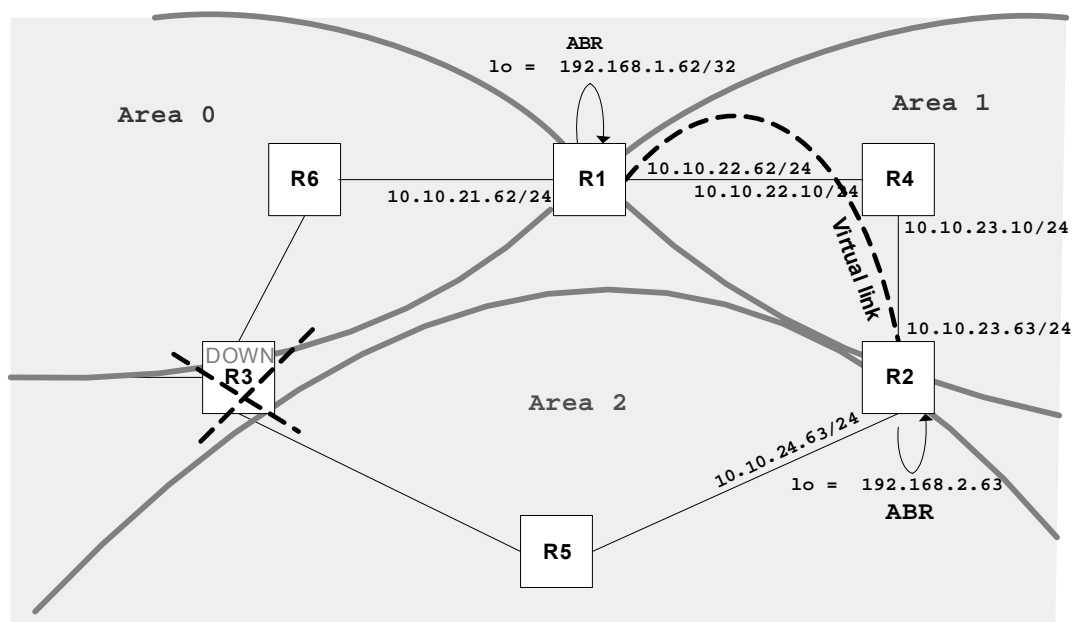 ABR
lo = 192.168.1.62/32
Area 0
Area 1
R6
R1
R4
10.10.22.62/24
10.10.21.62/24
10.10.22.10/24
10.10.23.10/24
Virtual link
10.10.23.63/24
DOWN
R3
R2
Area 2
10.10.24.63/24
lo = 192.168.2.63
ABR
R5